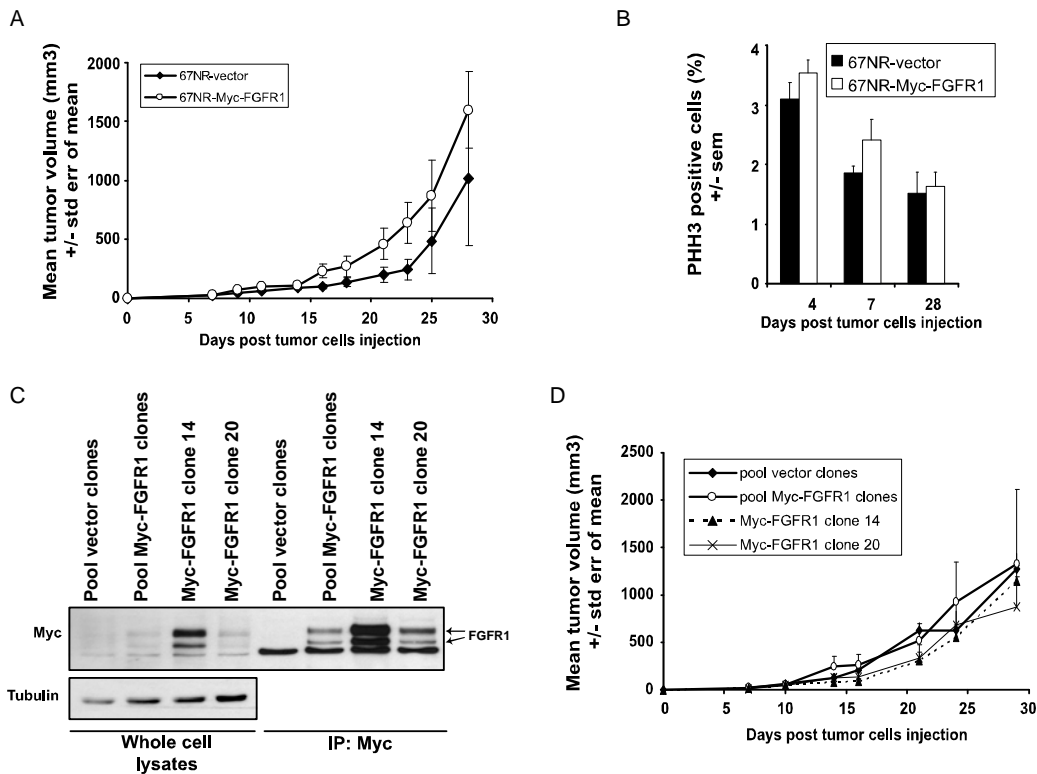 A
Mean tumor volume (mm3)
+/- std err of mean
2000
1500
1000
500
0
67NR-vector
67NR-Myc-FGFR1
0 5 10 15 20 25 30
Days post tumor cells injection
B
PHH3 positive cells (%)
+/- sem
4
3
2
1
0
67NR-vector
67NR-Myc-FGFR1
4 7 28
Days post tumor cells injection
C
Pool vector clones
Pool Myc-FGFR1 clones
Myc-FGFR1 clone 14
Myc-FGFR1 clone 20
Pool vector clones
Pool Myc-FGFR1 clones
Myc-FGFR1 clone 14
Myc-FGFR1 clone 20
Myc
FGFR1
Tubulin
Whole cell
lysates
IP: Myc
D
Mean tumor volume (mm3)
+/- std err of mean
2500
2000
1500
1000
500
0
pool vector clones
pool Myc-FGFR1 clones
Myc-FGFR1 clone 14
Myc-FGFR1 clone 20
0 5 10 15 20 25 30
Days post tumor cells injection